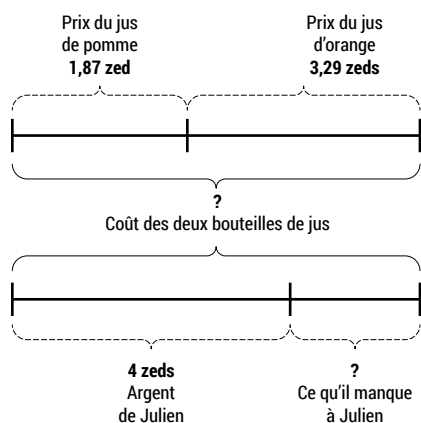 Prix du jus
de pomme
1,87 zed
Prix du jus
d'orange
3,29 zeds
?
Coût des deux bouteilles de jus
4 zeds
Argent
de Julien
?
Ce qu'il manque
à Julien